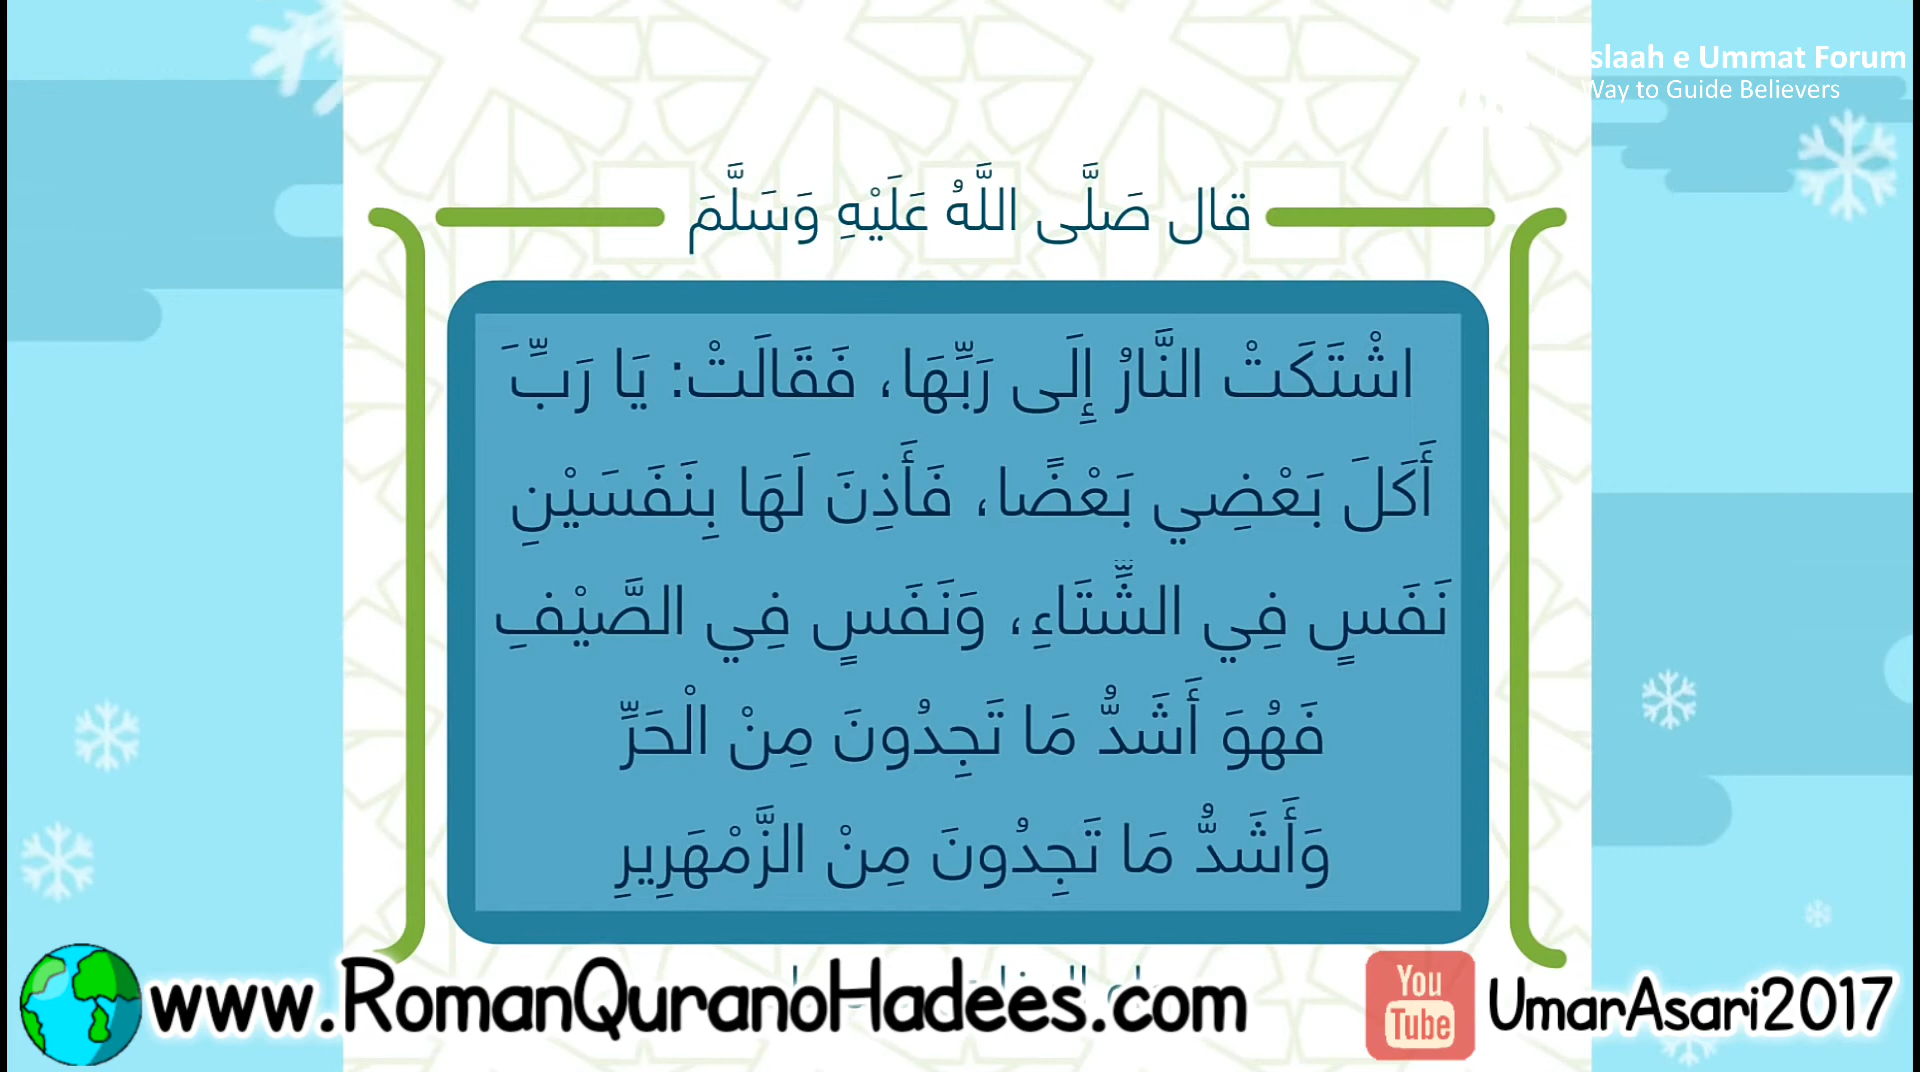 slaah e Ummat Forum
Way to Guide Believers
قال صَلَّى اللَّهُ عَلَيْهِ وَسَلَّمَ
اشْتَكَتْ النَّارُ إِلَى رَبِّهَا، فَقَالَتْ: يَا رَبِّ َ
أَكَلَ بَعْضِي بَعْضًا، فَأَذِنَ لَهَا بِنَفَسَيْنِ
نَفَسٍ فِي الشِّتَاءِ، وَنَفَسٍ فِي الصَّيْفِ
فَهُوَ أَشَدُّ مَا تَجِدُونَ مِنْ الْحَرِّ
وَأَشَدُّ مَا تَجِدُونَ مِنْ الزَّمْهَرِيرِ
www.RomanQuranoHadees.com
You
Tube
UmarAsari2017